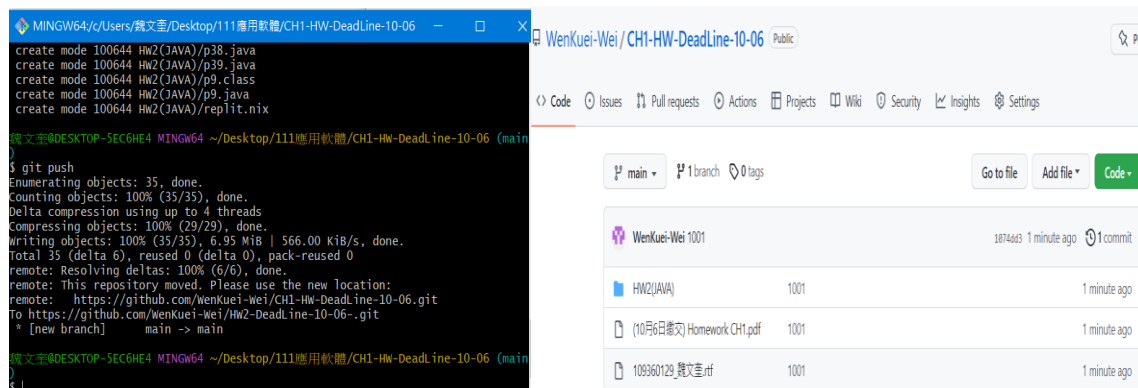 MINGW64:/c/Users/魏文奎/Desktop/111應用軟體/CH1-HW-DeadLine-10-06
create mode 100644 HW2(JAVA)/p38.java
create mode 100644 HW2(JAVA)/p39.java
create mode 100644 HW2(JAVA)/p9.class
create mode 100644 HW2(JAVA)/p9.java
create mode 100644 HW2(JAVA)/replit.nix
魏文奎@DESKTOP-5EC6HE4 MINGW64 ~/Desktop/111應用軟體/CH1-HW-DeadLine-10-06 (main
)
$ git push
Enumerating objects: 35, done.
Counting objects: 100% (35/35), done.
Delta compression using up to 4 threads
Compressing objects: 100% (29/29), done.
Writing objects: 100% (35/35), 6.95 MiB | 566.00 KiB/s, done.
Total 35 (delta 6), reused 0 (delta 0), pack-reused 0
remote: Resolving deltas: 100% (6/6), done.
remote: This repository moved. Please use the new location:
remote:   https://github.com/WenKuei-Wei/CH1-HW-DeadLine-10-06.git
To https://github.com/WenKuei-Wei/HW2-DeadLine-10-06-.git
* [new branch]      main -> main
魏文奎@DESKTOP-5EC6HE4 MINGW64 ~/Desktop/111應用軟體/CH1-HW-DeadLine-10-06 (main
)
$
WenKuei-Wei / CH1-HW-DeadLine-10-06 Public
Code Issues Pull requests Actions Projects Wiki Security Insights Settings
main 1 branch 0 tags Go to file Add file Code
WenKuei-Wei 1001 1074dd3 1 minute ago 1 commit
HW2(JAVA) 1001 1 minute ago
(10月6日繳交) Homework CH1.pdf 1001 1 minute ago
109360129_魏文奎.rtf 1001 1 minute ago